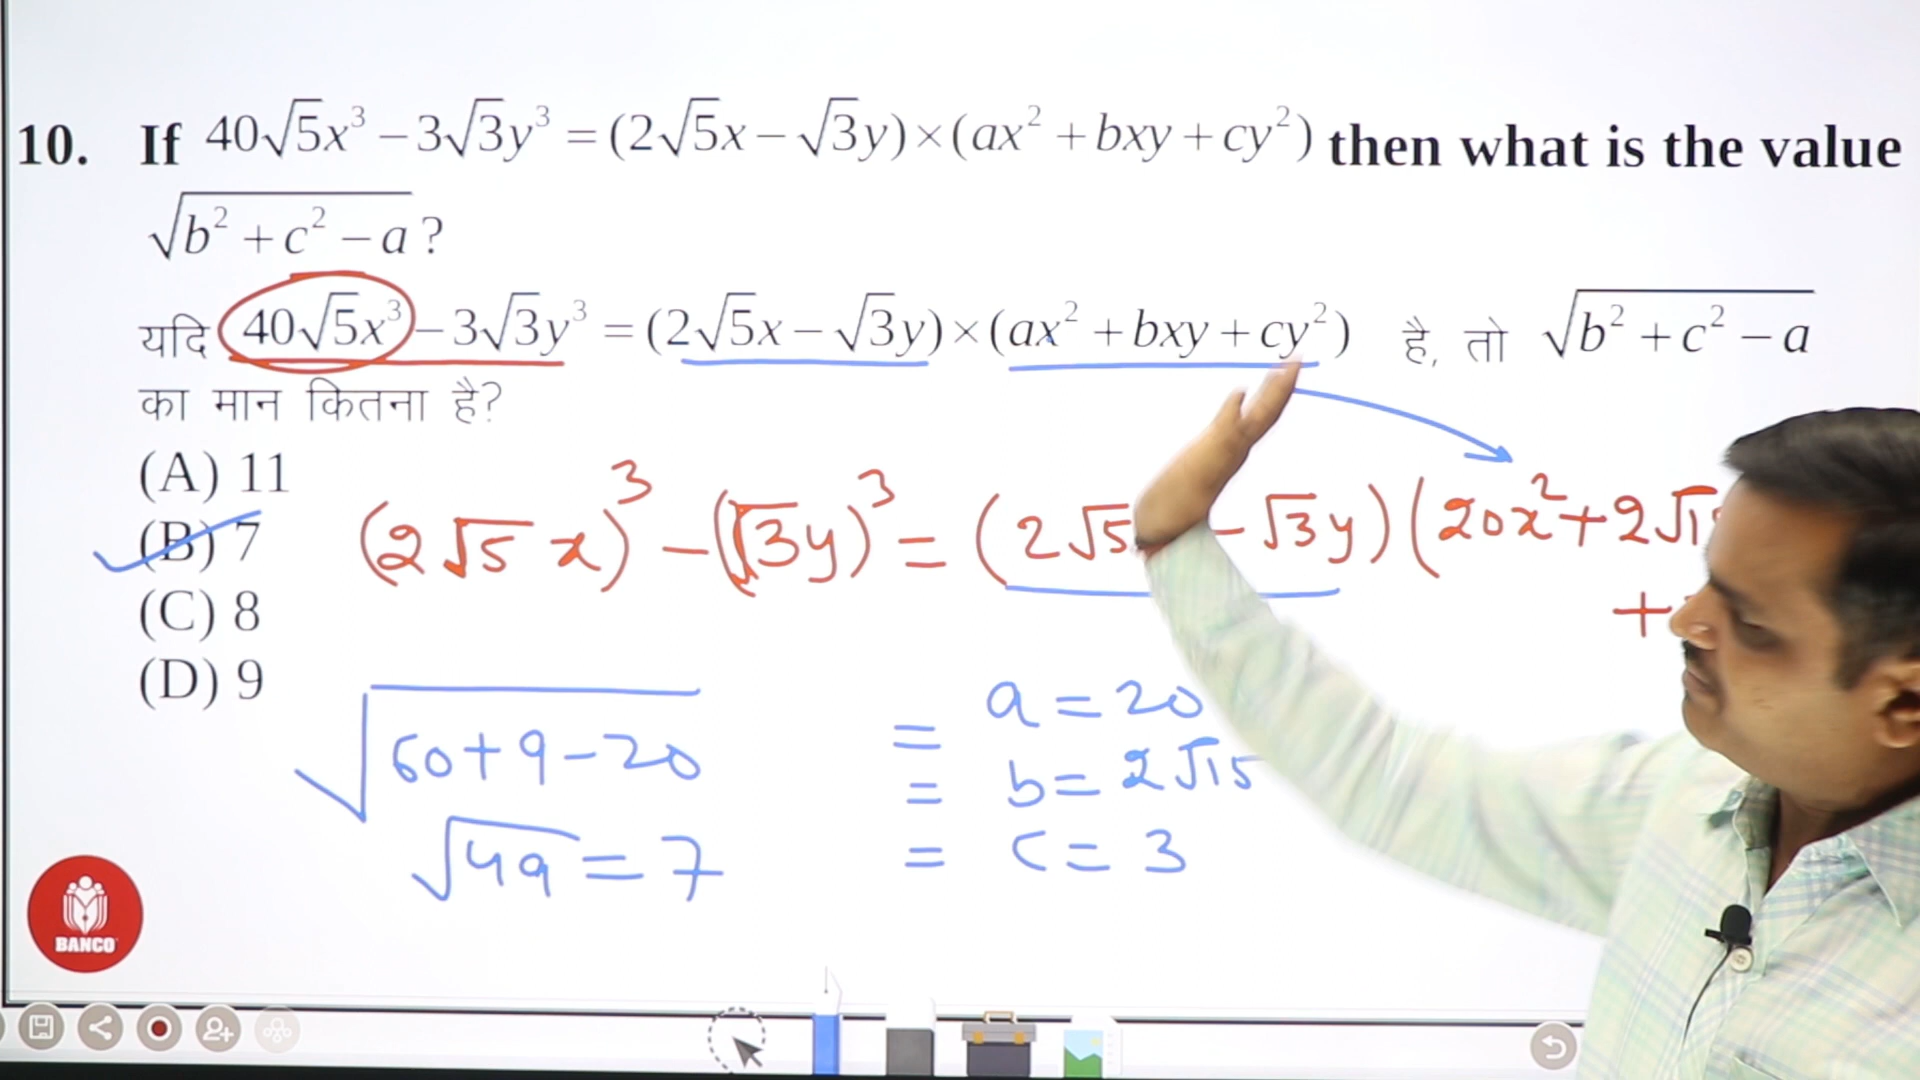 10. If 40√5x³ − 3√3y³ = (2√5x − √3y) × (ax² + bxy + cy²) then what is the value
√(b² + c² − a) ?
यदि 40√5x³ − 3√3y³ = (2√5x − √3y) × (ax² + bxy + cy²) है, तो √(b² + c² − a)
का मान कितना है?
(A) 11
(B) 7
(C) 8
(D) 9
(2√5 x)³ − (√3y)³ = (2√5 − √3y) (20x² + 2√1
+
√(60 + 9 − 20)
√49 = 7
= a = 20
= b = 2√15
= c = 3
BANCO